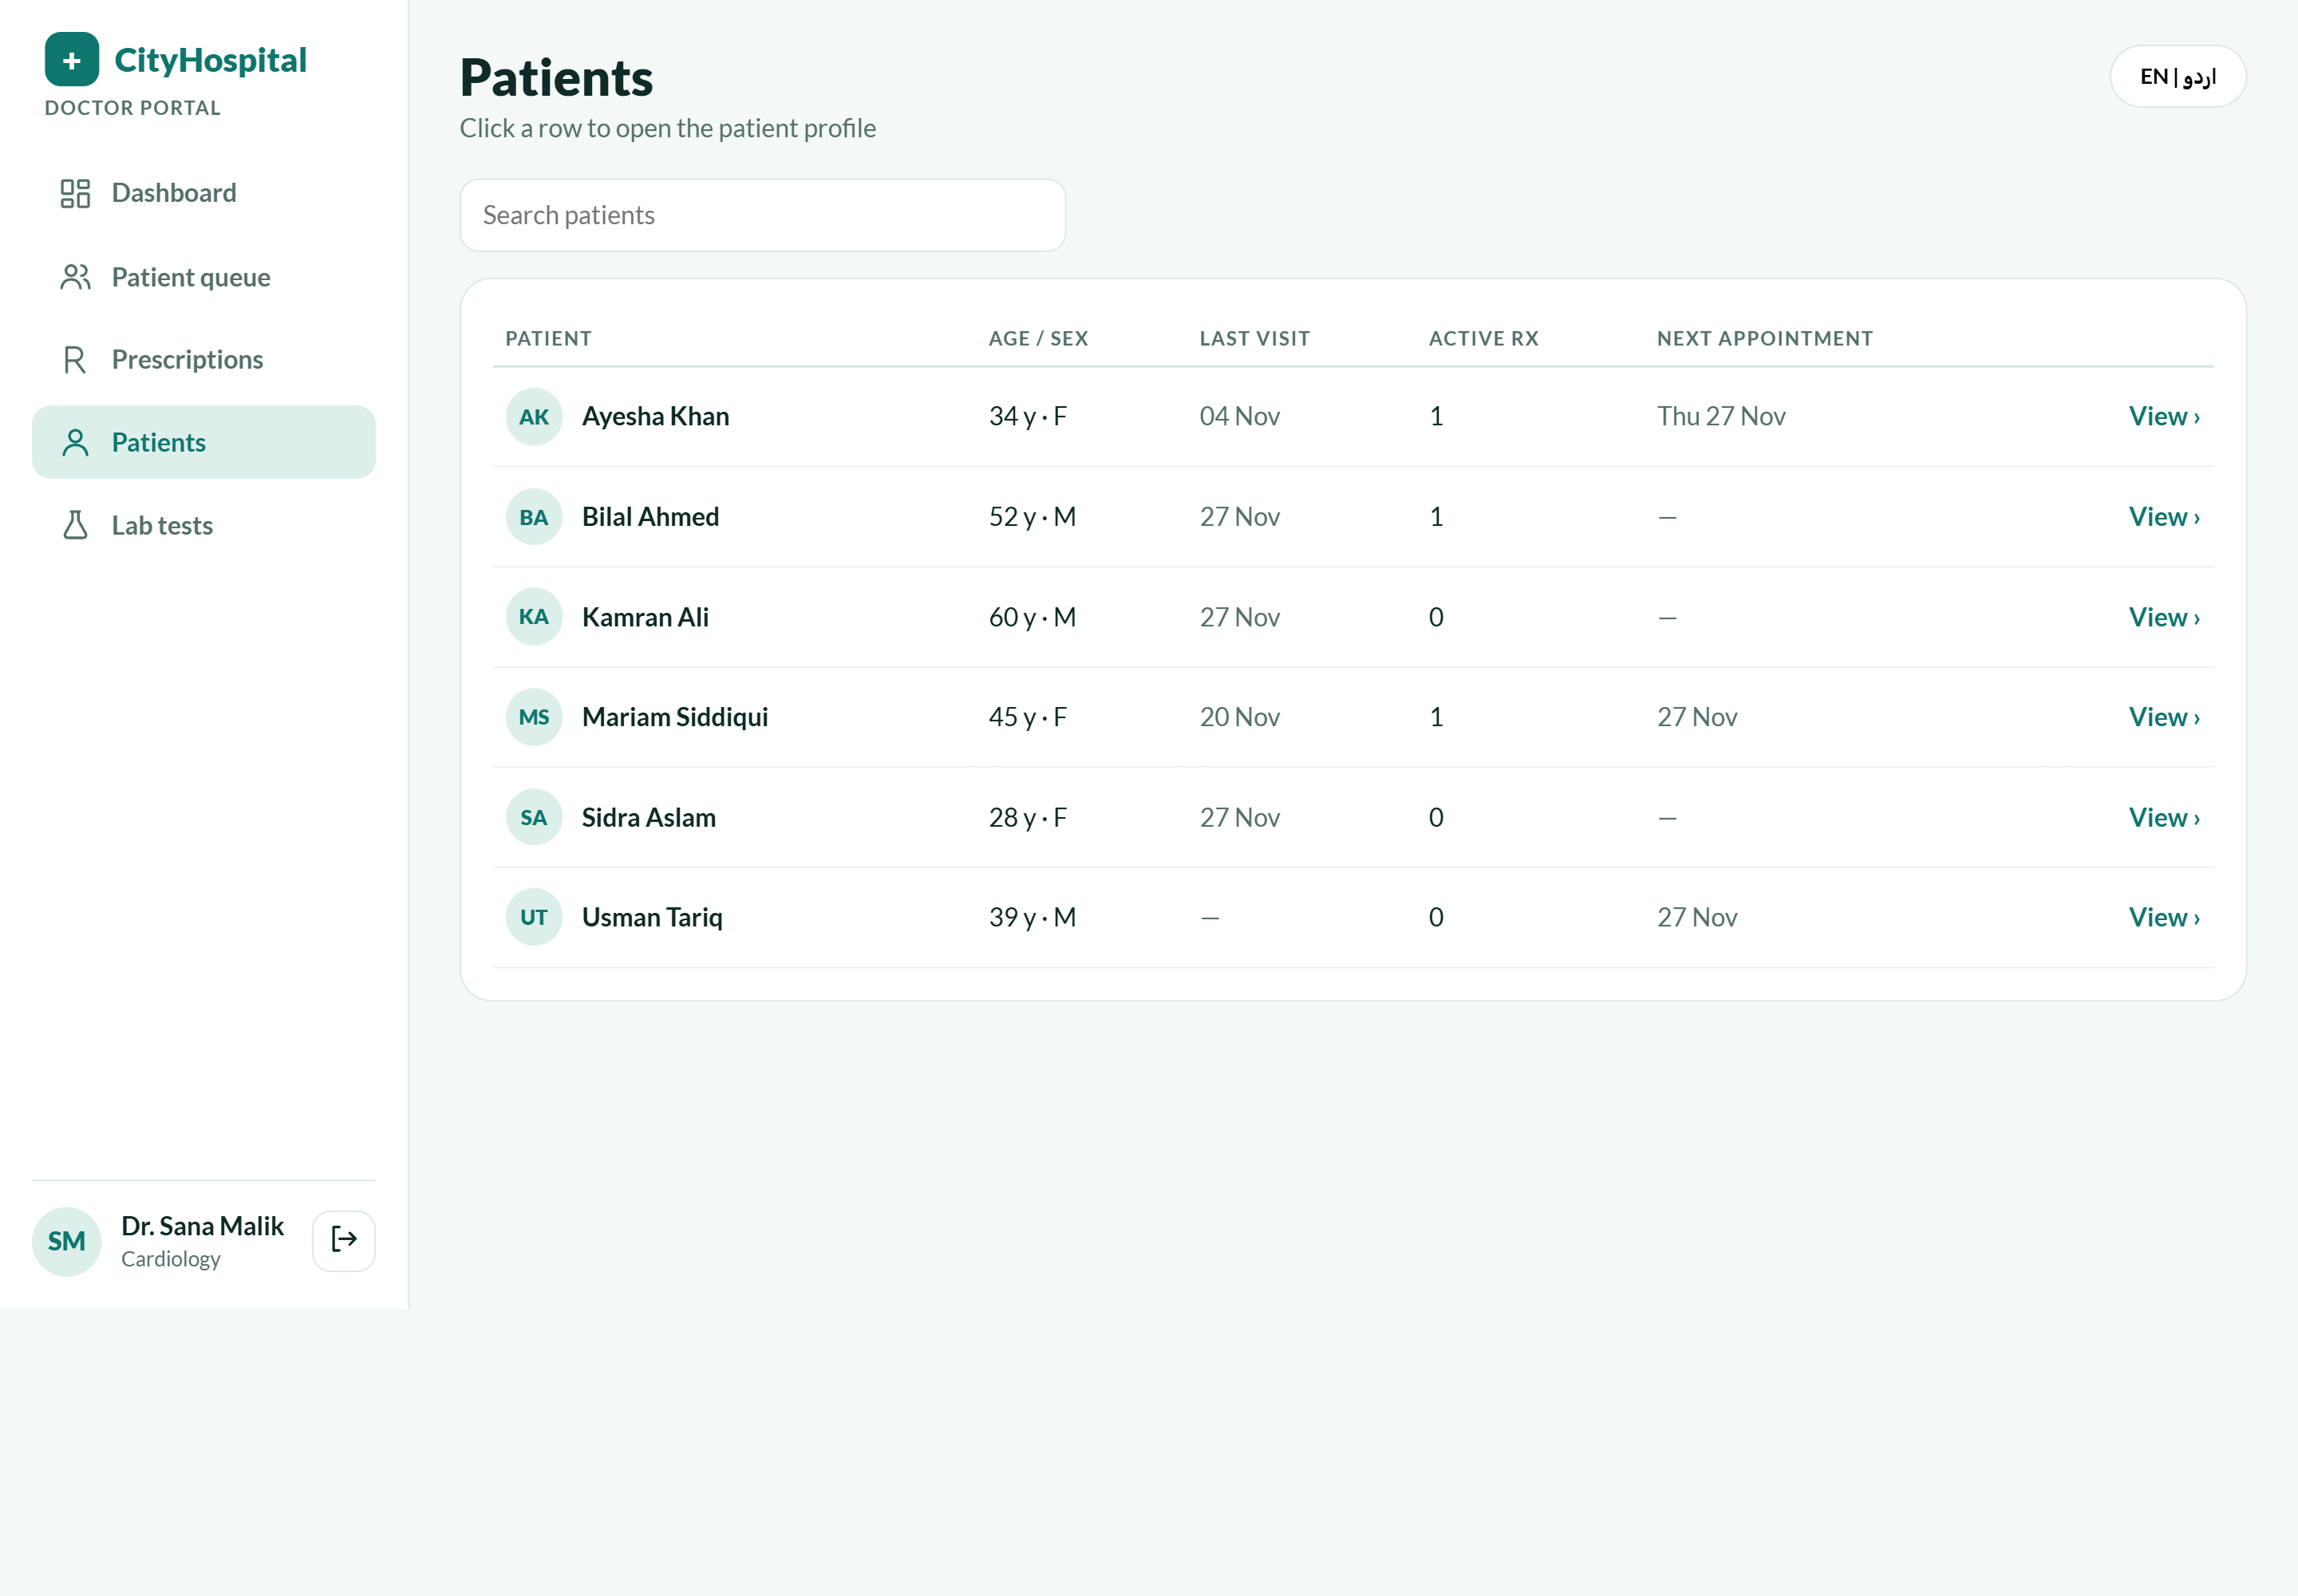 + CityHospital
DOCTOR PORTAL
Dashboard
Patient queue
Prescriptions
Patients
Lab tests
SM Dr. Sana Malik
Cardiology
Patients
EN | اردو
Click a row to open the patient profile
Search patients
PATIENT AGE / SEX LAST VISIT ACTIVE RX NEXT APPOINTMENT
AK Ayesha Khan 34 y · F 04 Nov 1 Thu 27 Nov View ›
BA Bilal Ahmed 52 y · M 27 Nov 1 — View ›
KA Kamran Ali 60 y · M 27 Nov 0 — View ›
MS Mariam Siddiqui 45 y · F 20 Nov 1 27 Nov View ›
SA Sidra Aslam 28 y · F 27 Nov 0 — View ›
UT Usman Tariq 39 y · M — 0 27 Nov View ›